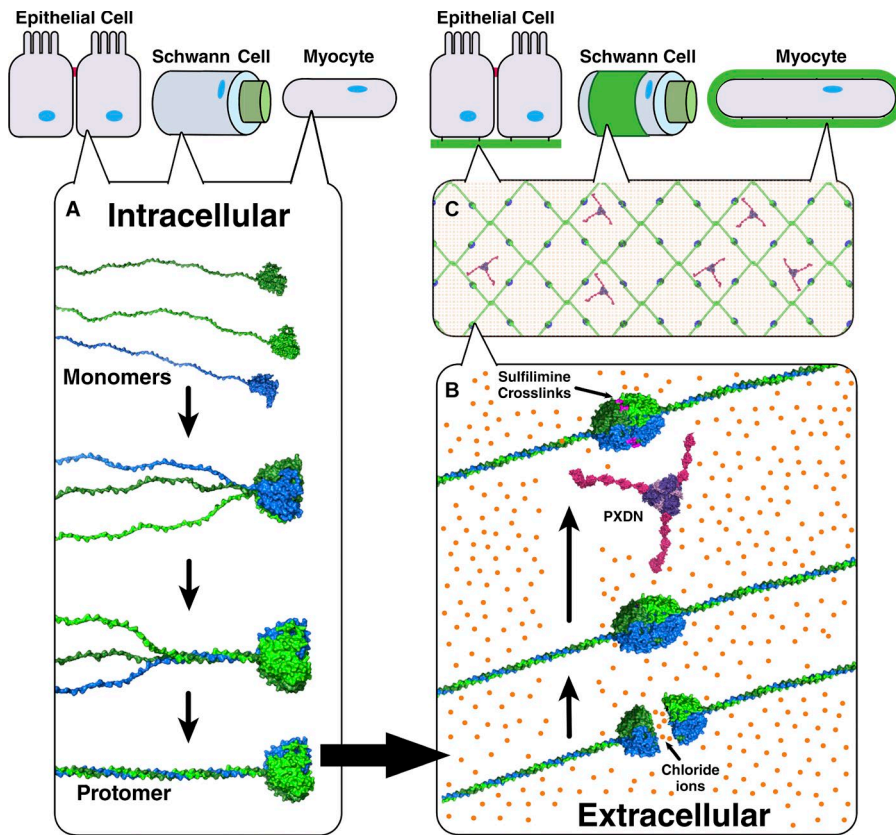 Epithelial Cell
Schwann Cell
Myocyte
A
Intracellular
Monomers
Protomer
Epithelial Cell
Schwann Cell
Myocyte
C
B
Sulfilimine
Crosslinks
PXDN
Chloride
ions
Extracellular